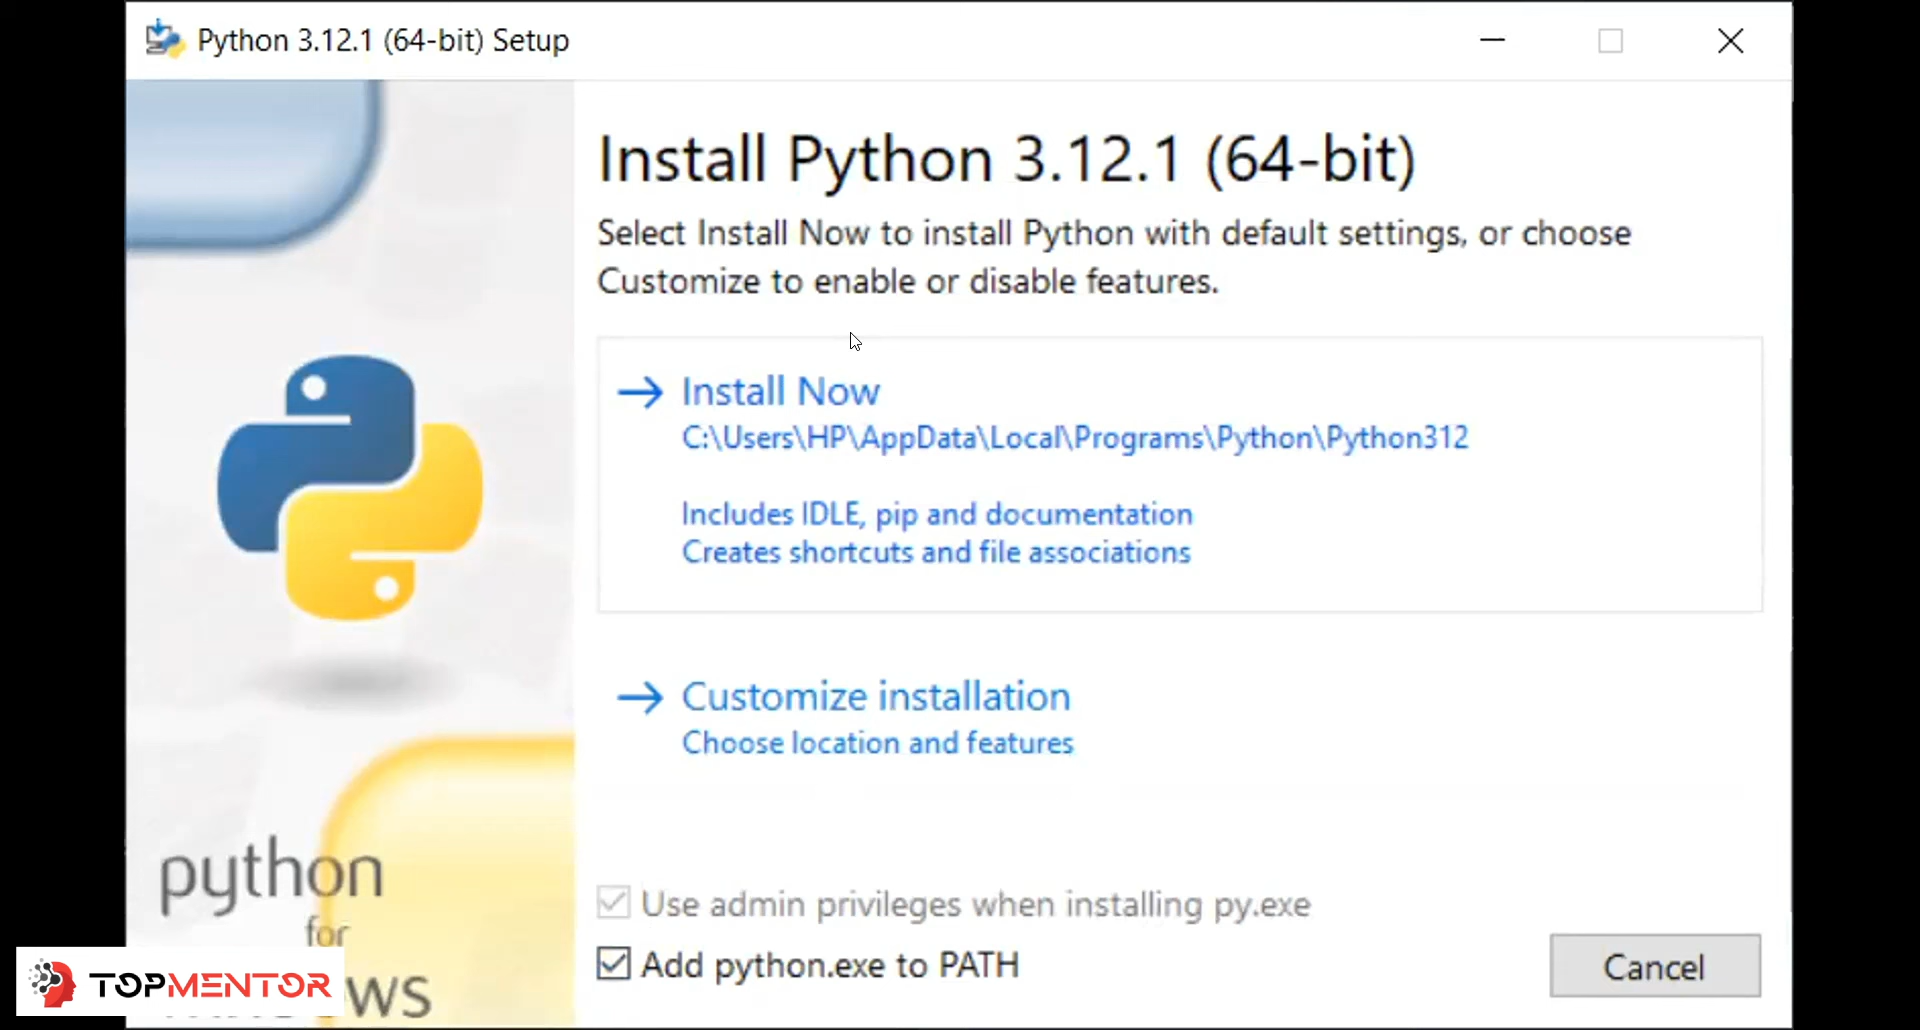 Python 3.12.1 (64-bit) Setup
Install Python 3.12.1 (64-bit)
Select Install Now to install Python with default settings, or choose
Customize to enable or disable features.
Install Now
C:\Users\HP\AppData\Local\Programs\Python\Python312
Includes IDLE, pip and documentation
Creates shortcuts and file associations
Customize installation
Choose location and features
Use admin privileges when installing py.exe
Add python.exe to PATH
Cancel
python
for
TOPMENTOR